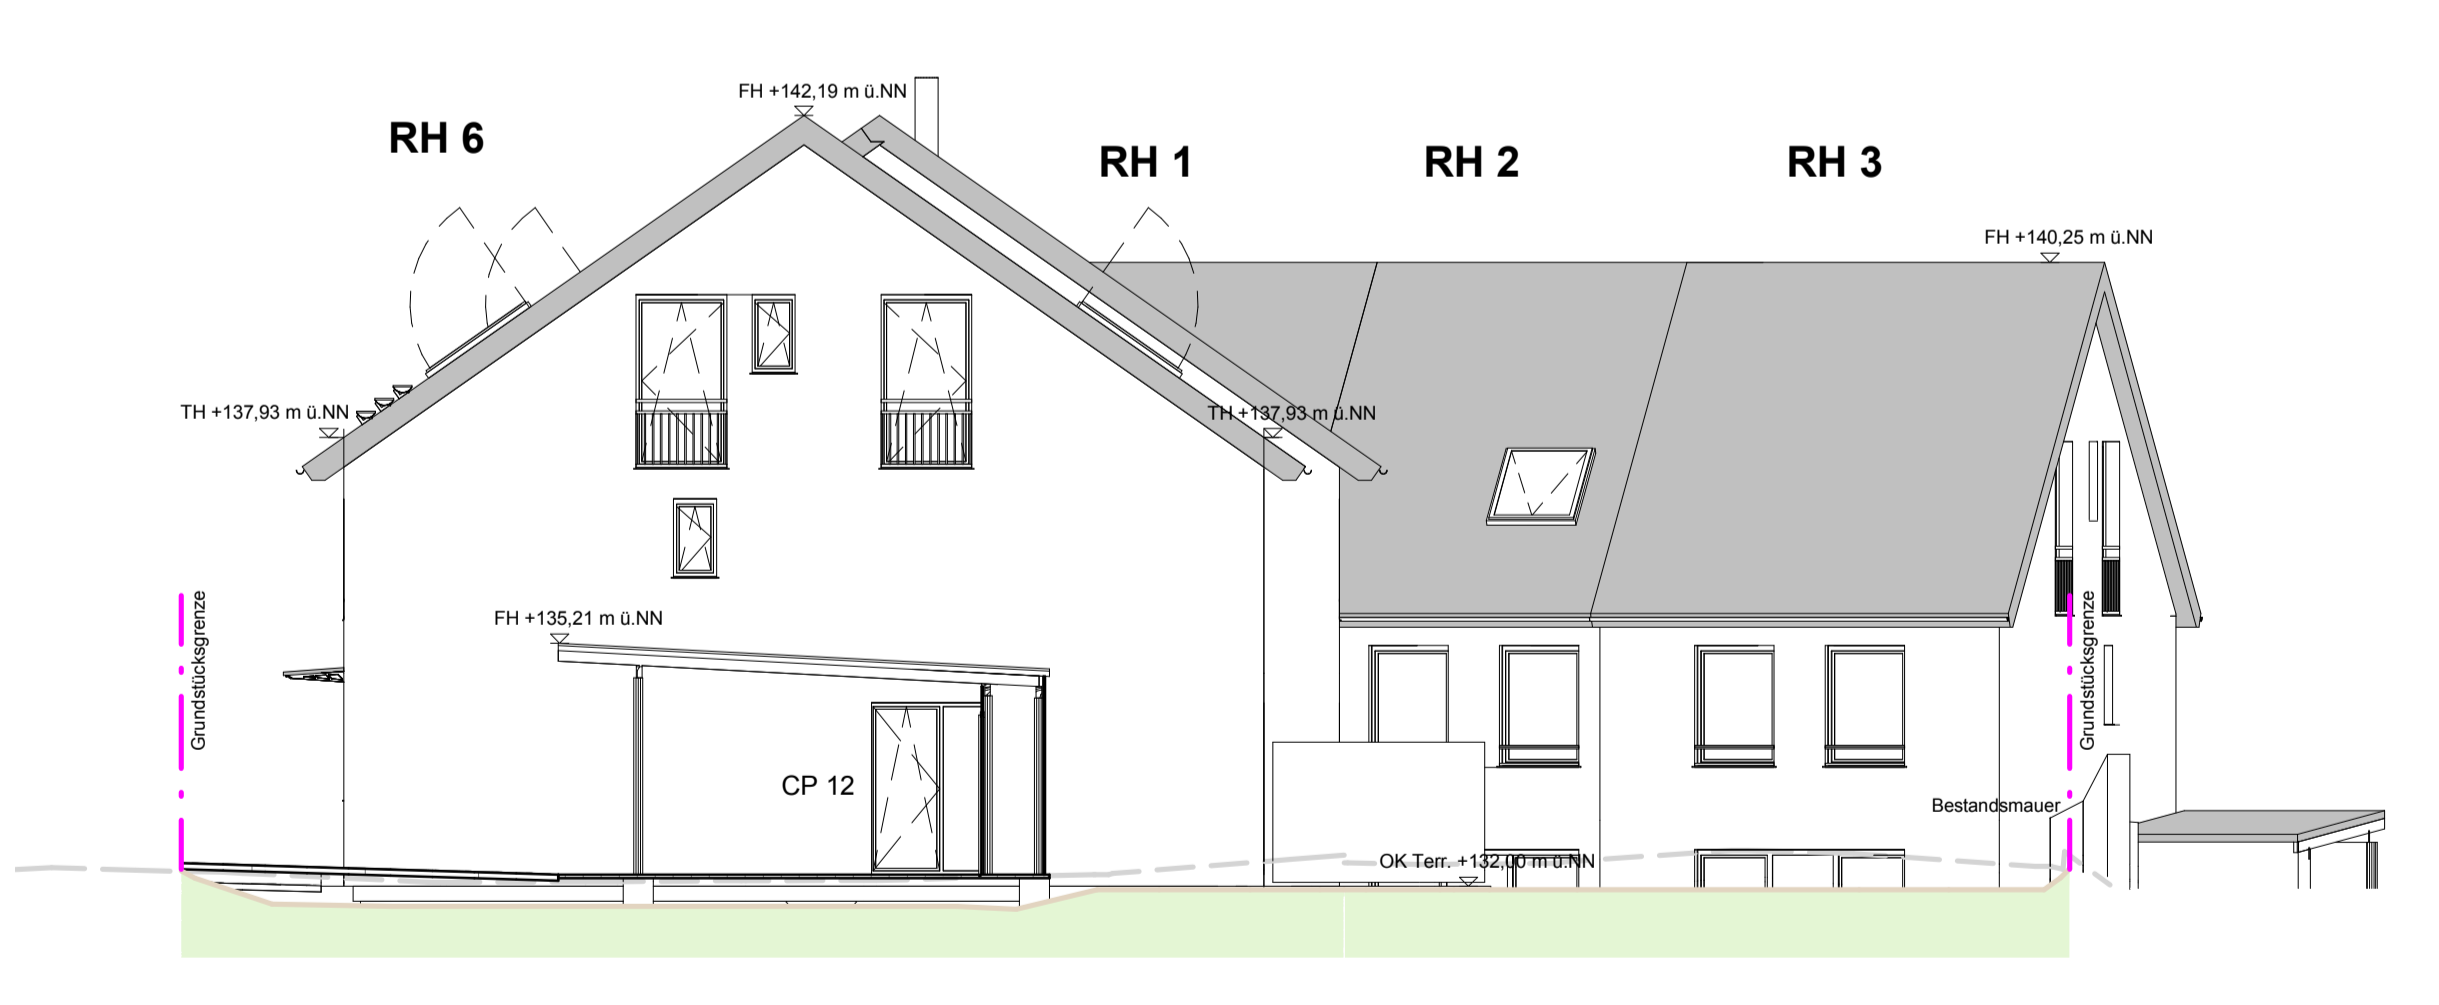 FH +142,19 m ü.NN
RH 6
RH 1
RH 2
RH 3
FH +140,25 m ü.NN
TH +137,93 m ü.NN
TH +137,93 m ü.NN
FH +135,21 m ü.NN
Grundstücksgrenze
Grundstücksgrenze
CP 12
Bestandsmauer
OK Terr. +132,00 m ü.NN